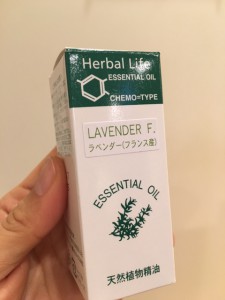 Herbal Life
ESSENTIAL OIL
CHEMO=TYPE
LAVENDER F.
ラベンダー(フランス産)
ESSENTIAL OIL
天然植物精油